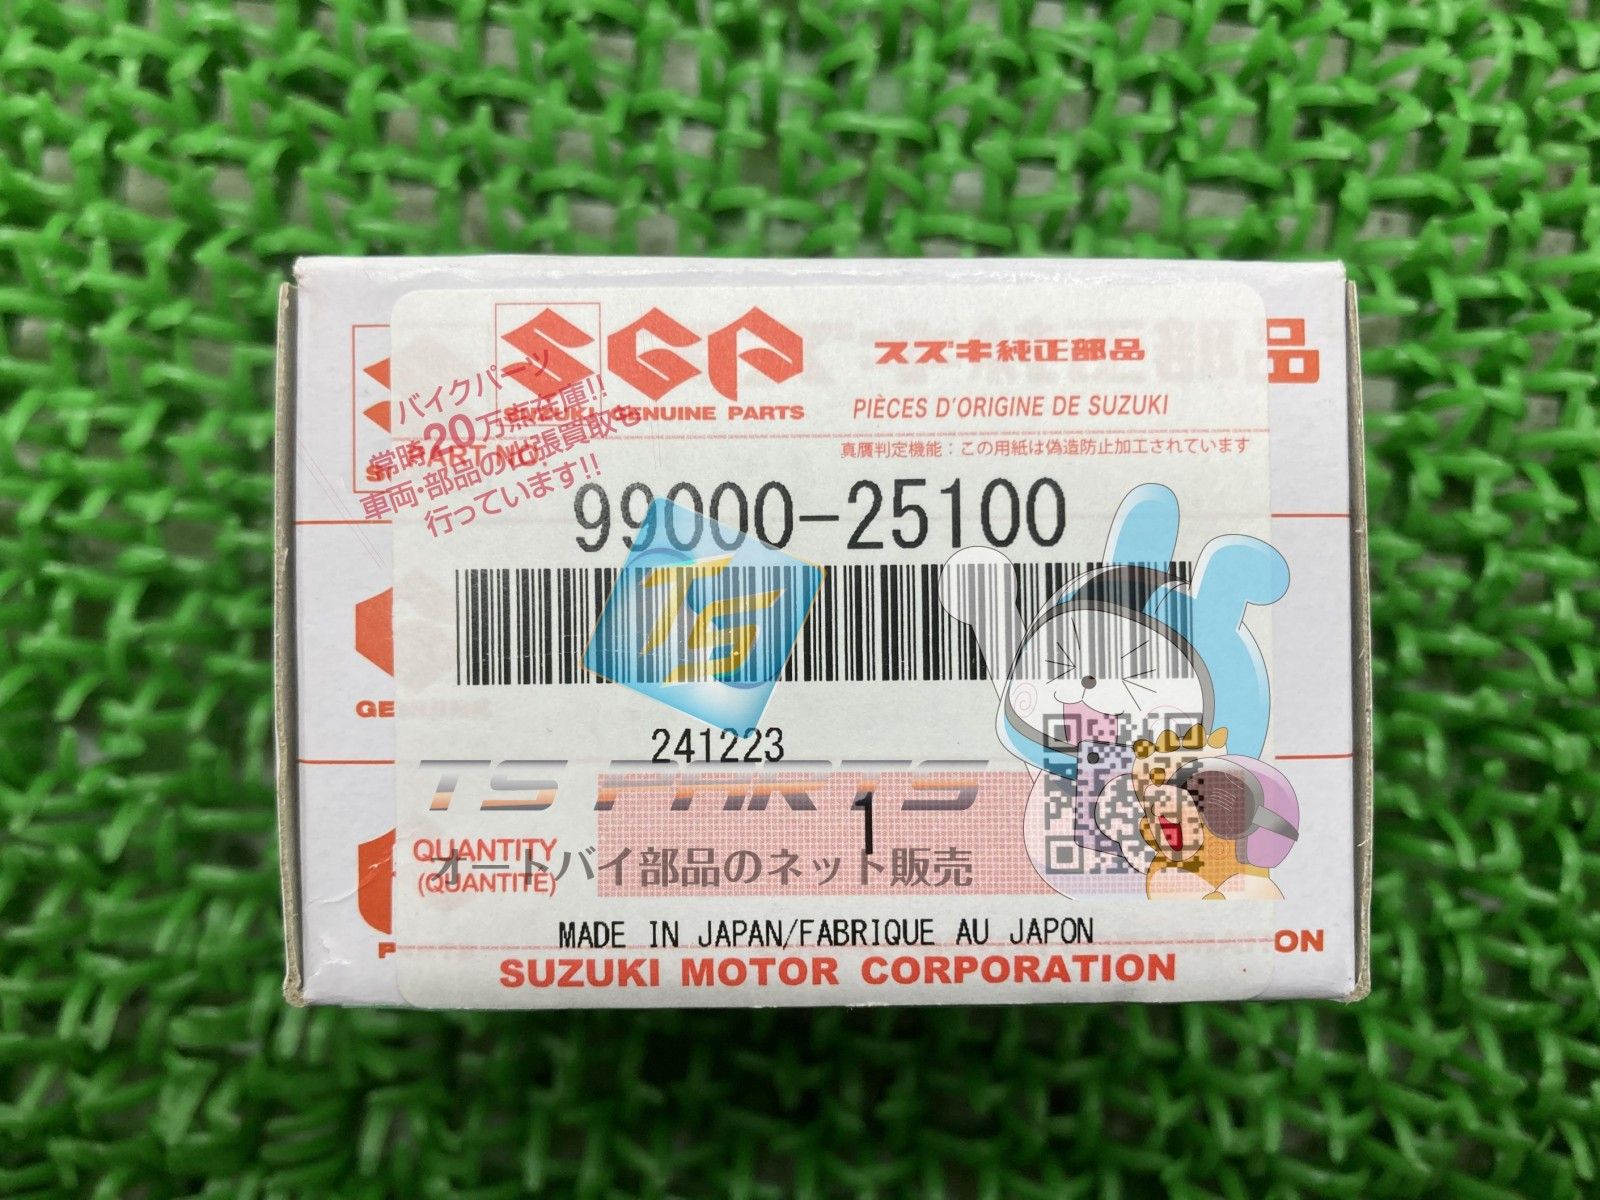 SGP
スズキ純正部品
SUZUKI GENUINE PARTS
PIÈCES D'ORIGINE DE SUZUKI
真贋判定機能：この用紙は偽造防止加工されています
PART NO.
バイクパーツ
常時20万点在庫!!
車両・部品の出張買取も
行っています!!
99000-25100
TS
241223
TS PARTS
1
QUANTITY
(QUANTITÉ)
オートバイ部品のネット販売
MADE IN JAPAN/FABRIQUE AU JAPON
SUZUKI MOTOR CORPORATION
品
GE
P
ON